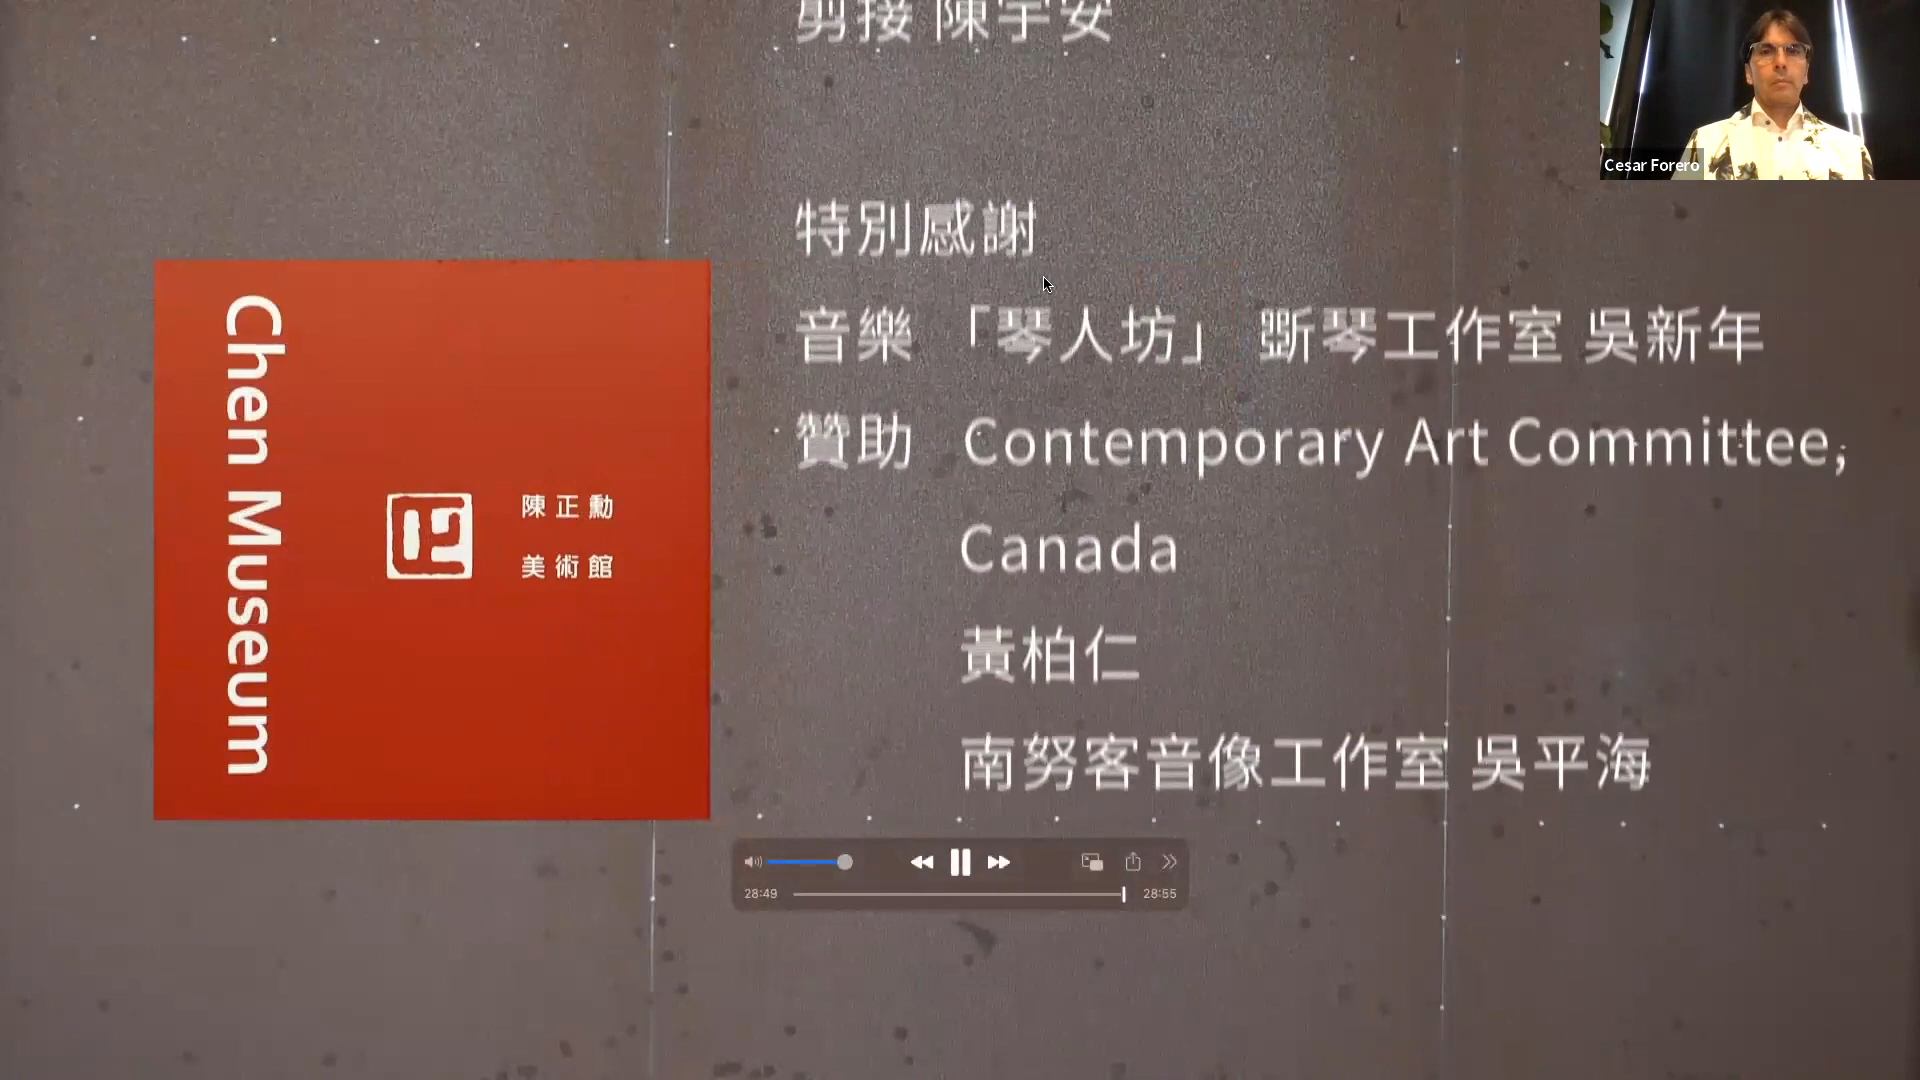 剪接 陳宇安
Cesar Forero
特別感謝
音樂 「琴人坊」 斲琴工作室 吳新年
贊助 Contemporary Art Committee,
Canada
黃柏仁
南努客音像工作室 吳平海
Chen Museum
陳正勳
美術館
28:49
28:55